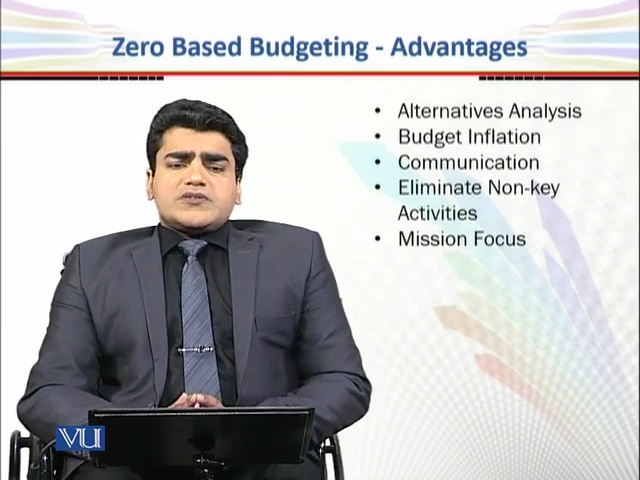 Zero Based Budgeting - Advantages
• Alternatives Analysis
• Budget Inflation
• Communication
• Eliminate Non-key
Activities
• Mission Focus
VU